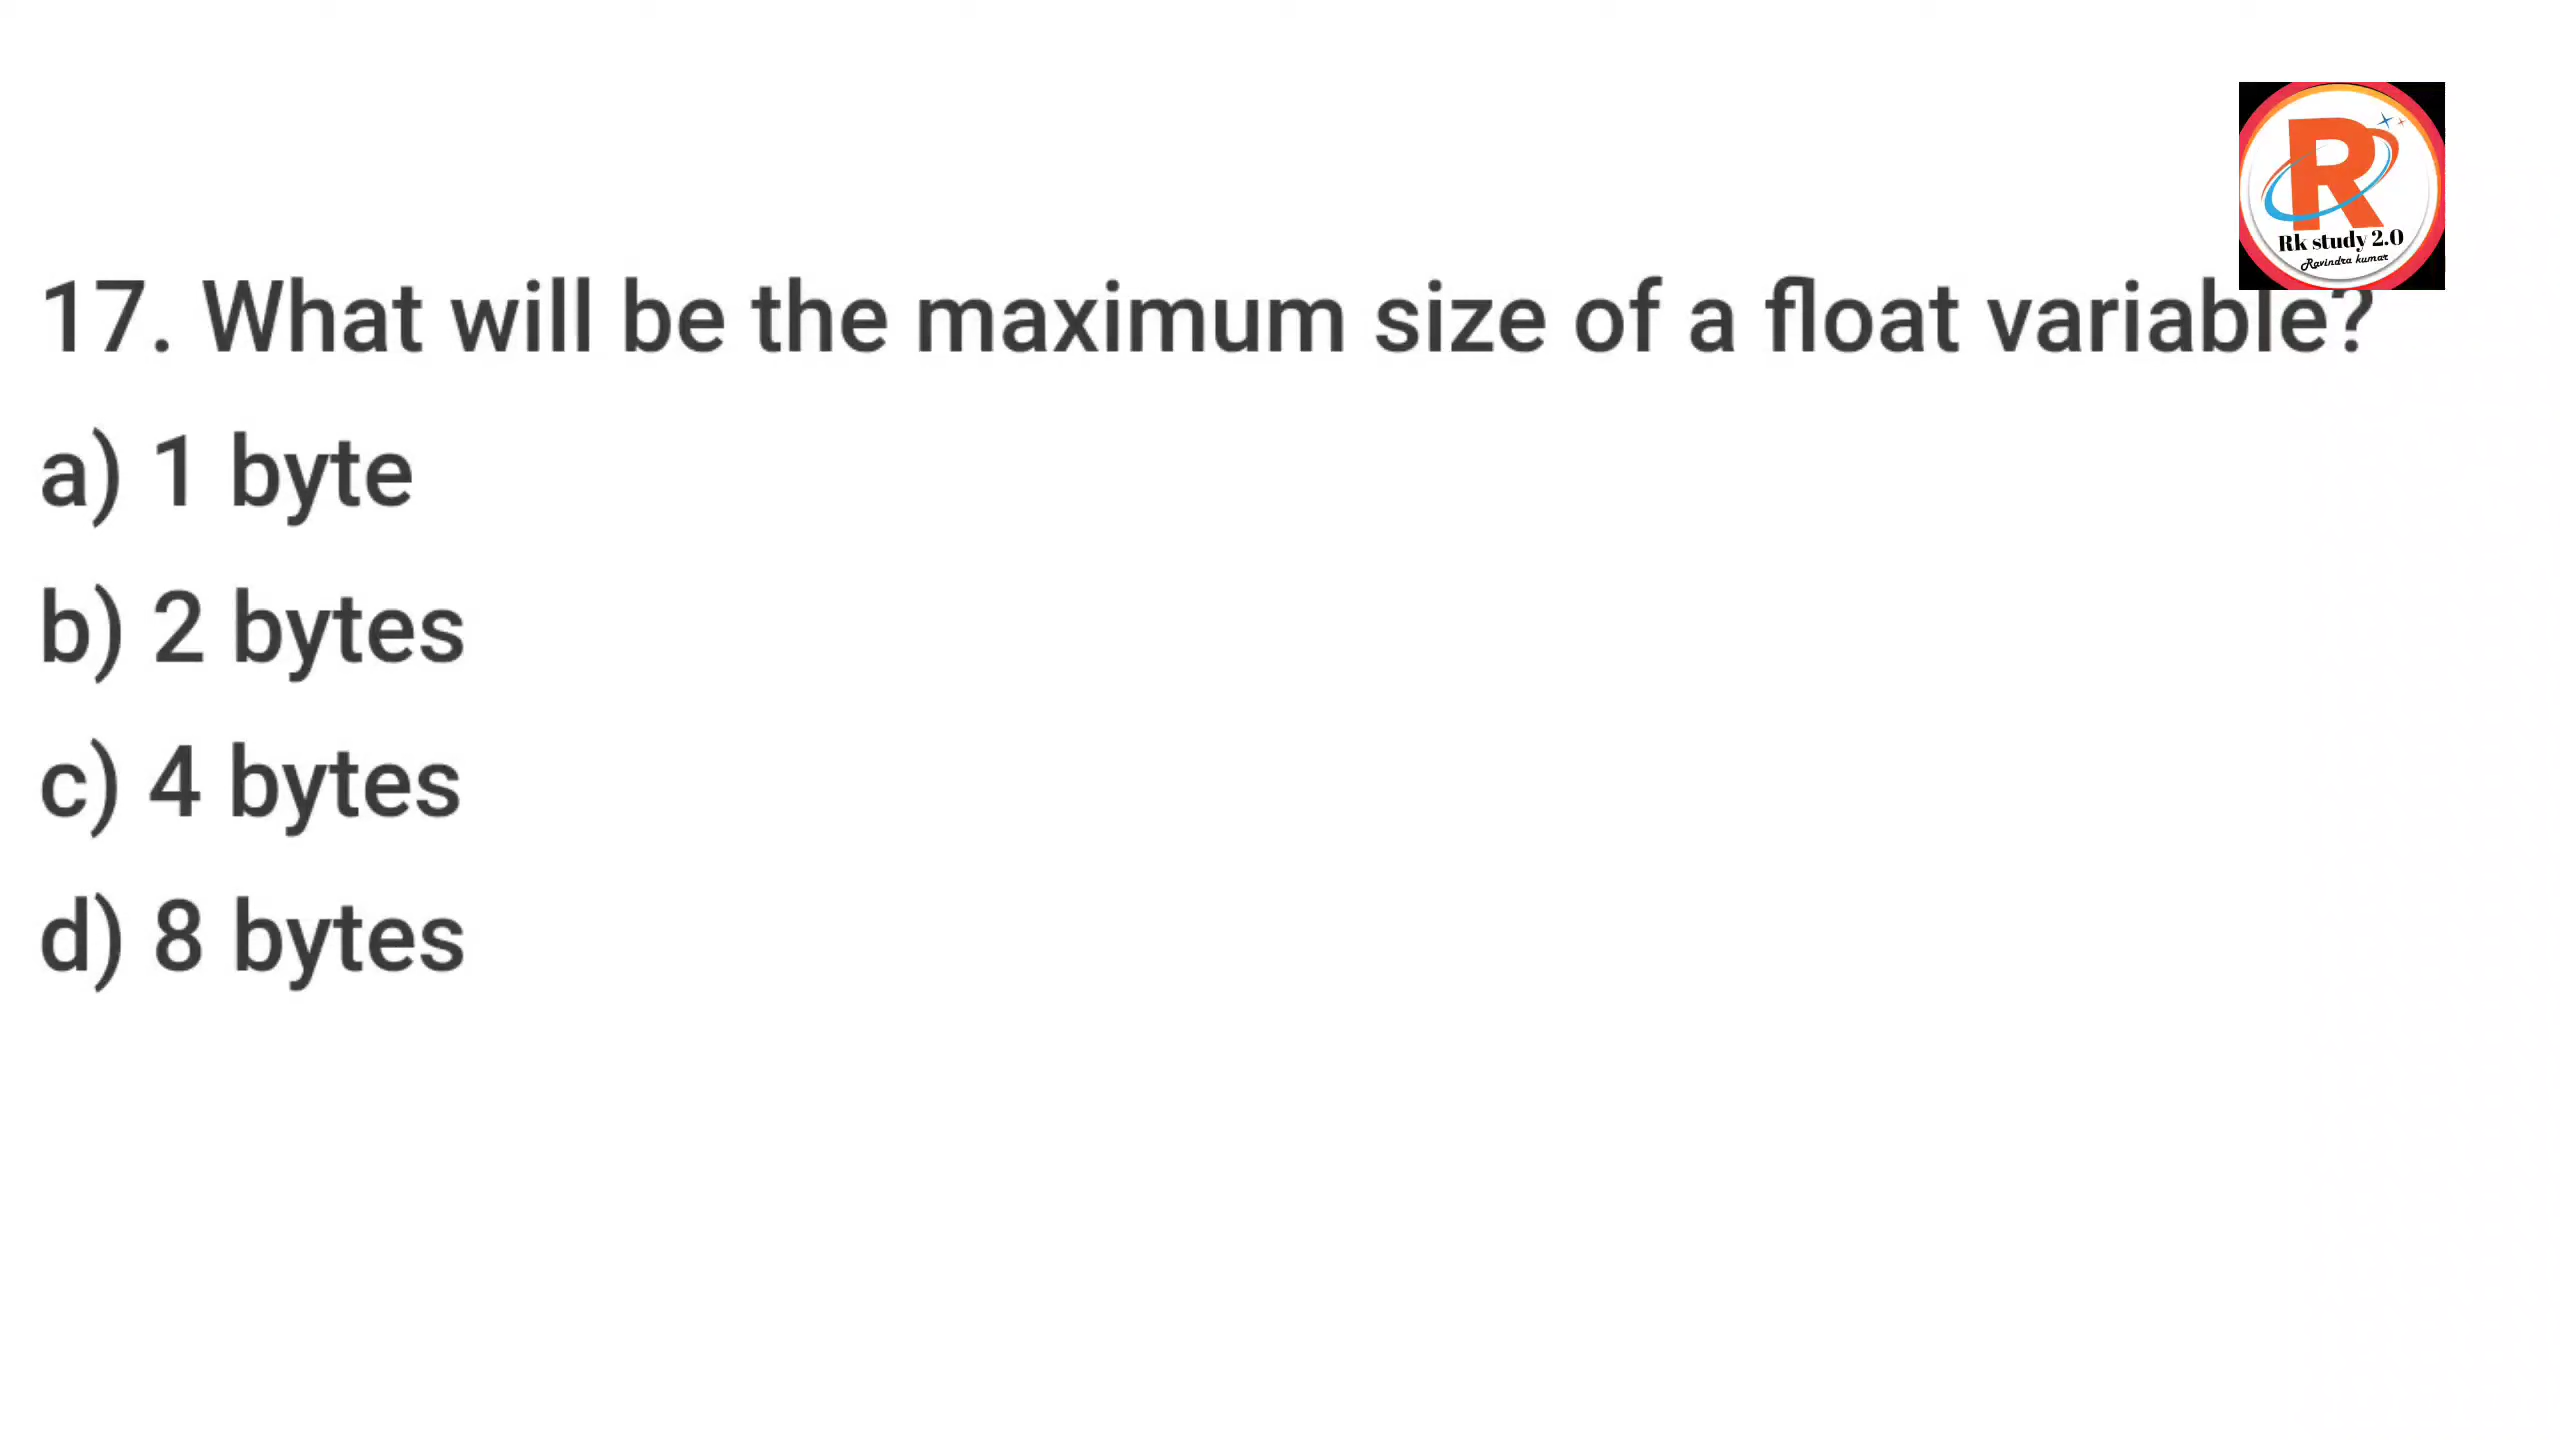 R
Rk study 2.0
Ravindra kumar
17. What will be the maximum size of a float variable?
a) 1 byte
b) 2 bytes
c) 4 bytes
d) 8 bytes